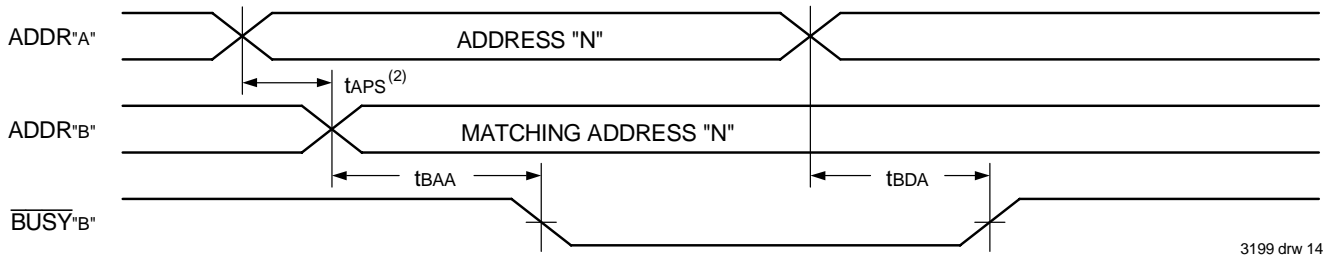 ADDR"A"
ADDRESS "N"
tAPS(2)
ADDR"B"
MATCHING ADDRESS "N"
tBAA
tBDA
BUSY"B"
3199 drw 14